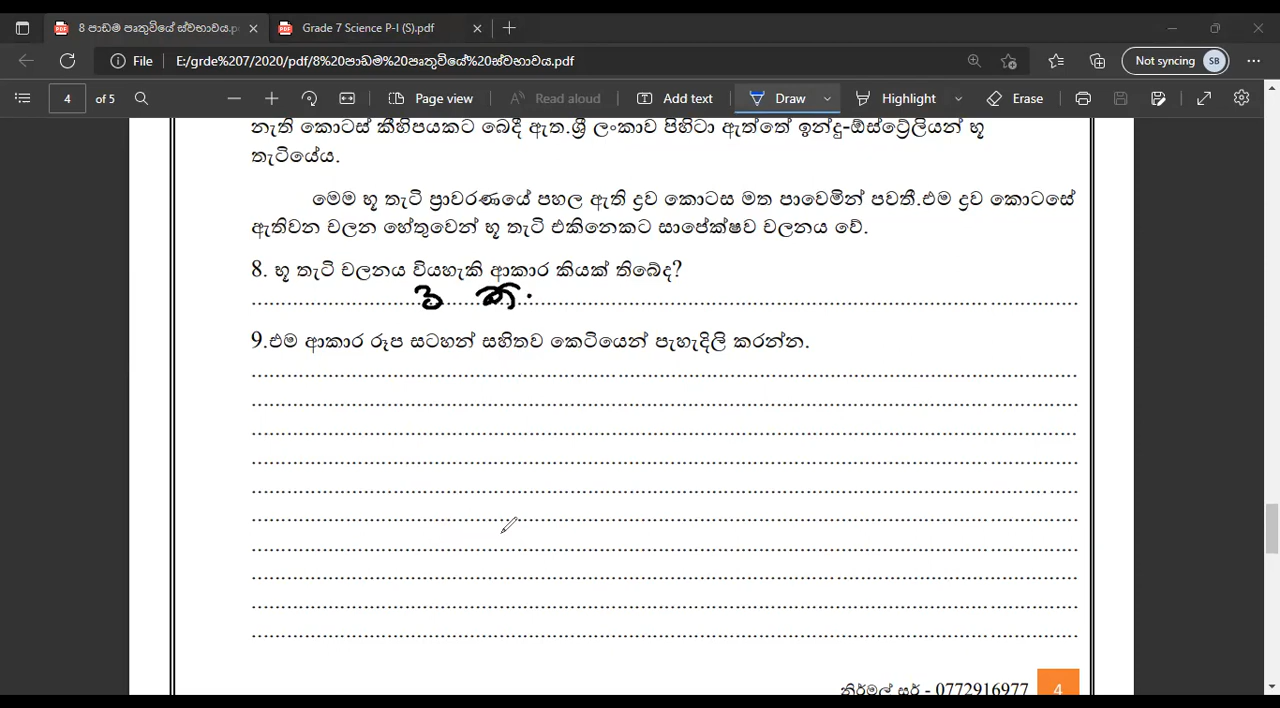 8 පාඩම පෘතුවියේ ස්වභාවය.p
Grade 7 Science P-I (S).pdf
File
E:/grde%207/2020/pdf/8%20පාඩම%20පෘතුවියේ%20ස්වභාවය.pdf
Not syncing
SB
4
of 5
Page view
Read aloud
Add text
Draw
Highlight
Erase
නැති කොටස් කීහිපයකට බෙදී ඇත.ශ්‍රී ලංකාව පිහිටා ඇත්තේ ඉන්දු-ඕස්ට්‍රේලියන් භූ
තැටියේය.
මෙම භූ තැටි ප්‍රාවරණයේ පහල ඇති ද්‍රව කොටස මත පාවෙමින් පවතී.එම ද්‍රව කොටසේ
ඇතිවන චලන හේතුවෙන් භූ තැටි එකිනෙකට සාපේක්ෂව චලනය වේ.
8. භූ තැටි චලනය වියහැකි ආකාර කියක් තිබේද?
3 කි.
9.එම ආකාර රූප සටහන් සහිතව කෙටියෙන් පැහැදිලි කරන්න.
නිර්මල් සර් - 0772916977
4